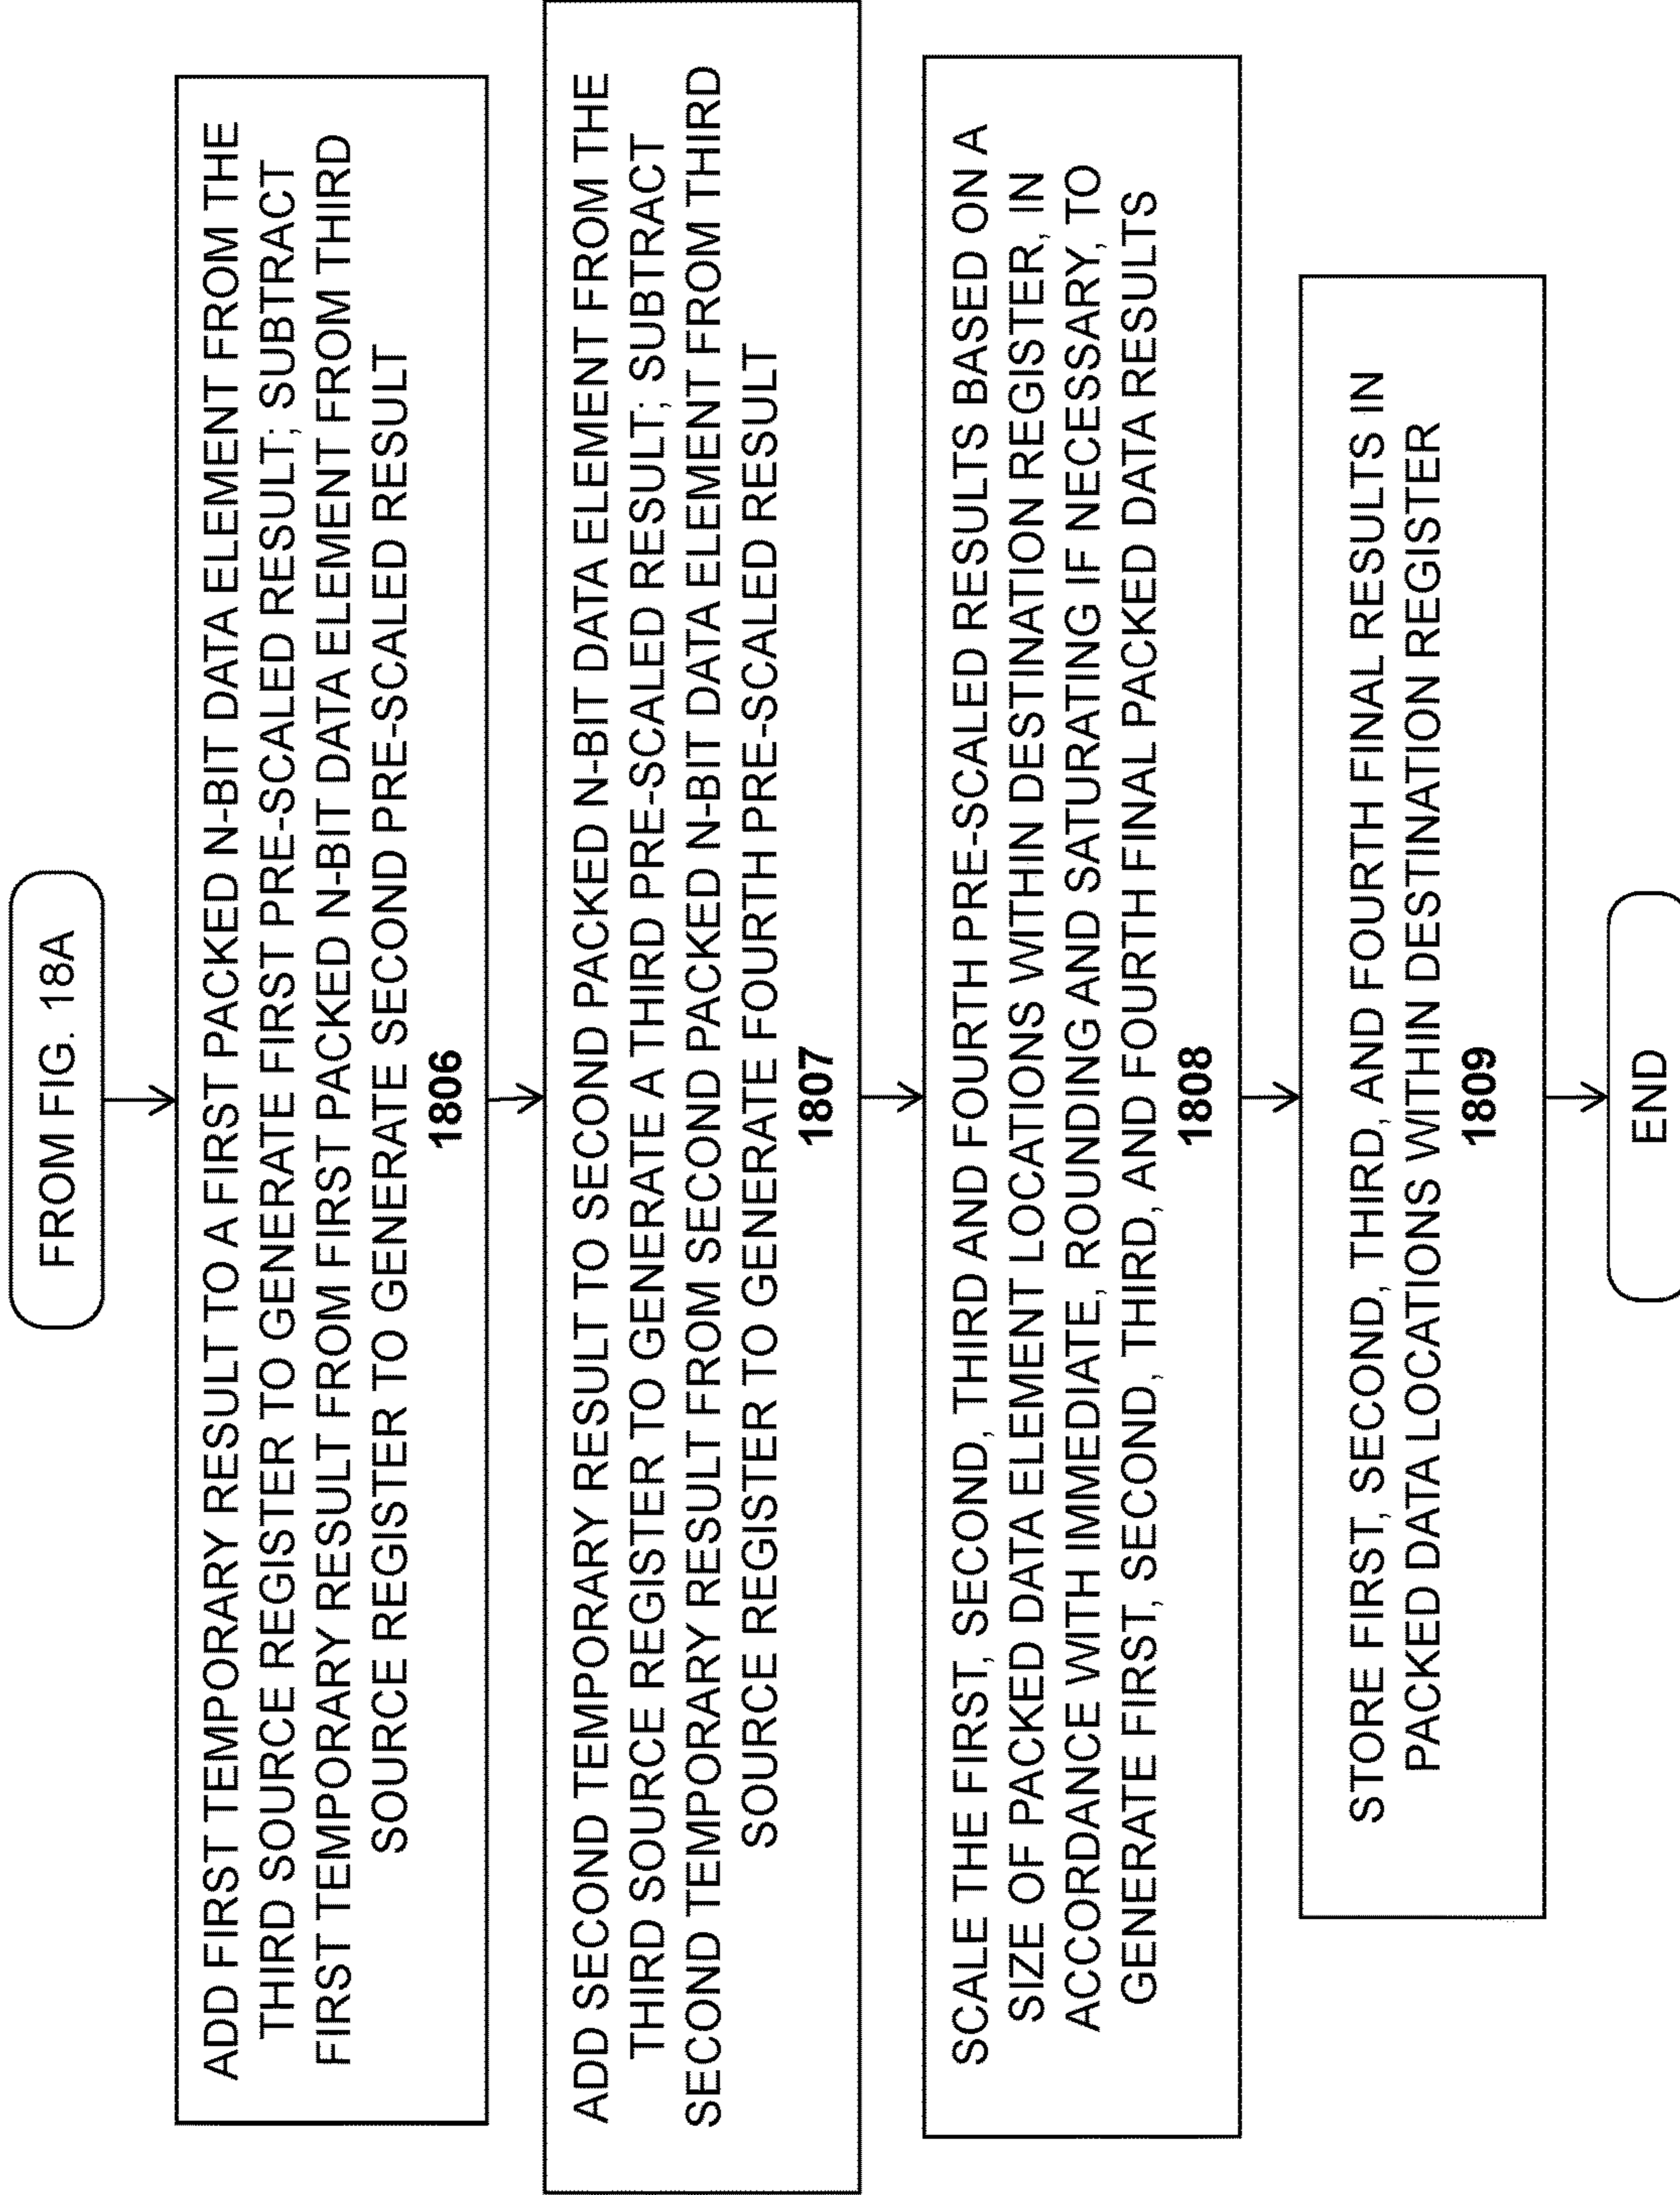 FROM FIG. 18A
ADD FIRST TEMPORARY RESULT TO A FIRST PACKED N-BIT DATA ELEMENT FROM THE
THIRD SOURCE REGISTER TO GENERATE FIRST PRE-SCALED RESULT; SUBTRACT
FIRST TEMPORARY RESULT FROM FIRST PACKED N-BIT DATA ELEMENT FROM THIRD
SOURCE REGISTER TO GENERATE SECOND PRE-SCALED RESULT
1806
ADD SECOND TEMPORARY RESULT TO SECOND PACKED N-BIT DATA ELEMENT FROM THE
THIRD SOURCE REGISTER TO GENERATE A THIRD PRE-SCALED RESULT; SUBTRACT
SECOND TEMPORARY RESULT FROM SECOND PACKED N-BIT DATA ELEMENT FROM THIRD
SOURCE REGISTER TO GENERATE FOURTH PRE-SCALED RESULT
1807
SCALE THE FIRST, SECOND, THIRD AND FOURTH PRE-SCALED RESULTS BASED ON A
SIZE OF PACKED DATA ELEMENT LOCATIONS WITHIN DESTINATION REGISTER, IN
ACCORDANCE WITH IMMEDIATE, ROUNDING AND SATURATING IF NECESSARY, TO
GENERATE FIRST, SECOND, THIRD, AND FOURTH FINAL PACKED DATA RESULTS
1808
STORE FIRST, SECOND, THIRD, AND FOURTH FINAL RESULTS IN
PACKED DATA LOCATIONS WITHIN DESTINATION REGISTER
1809
END